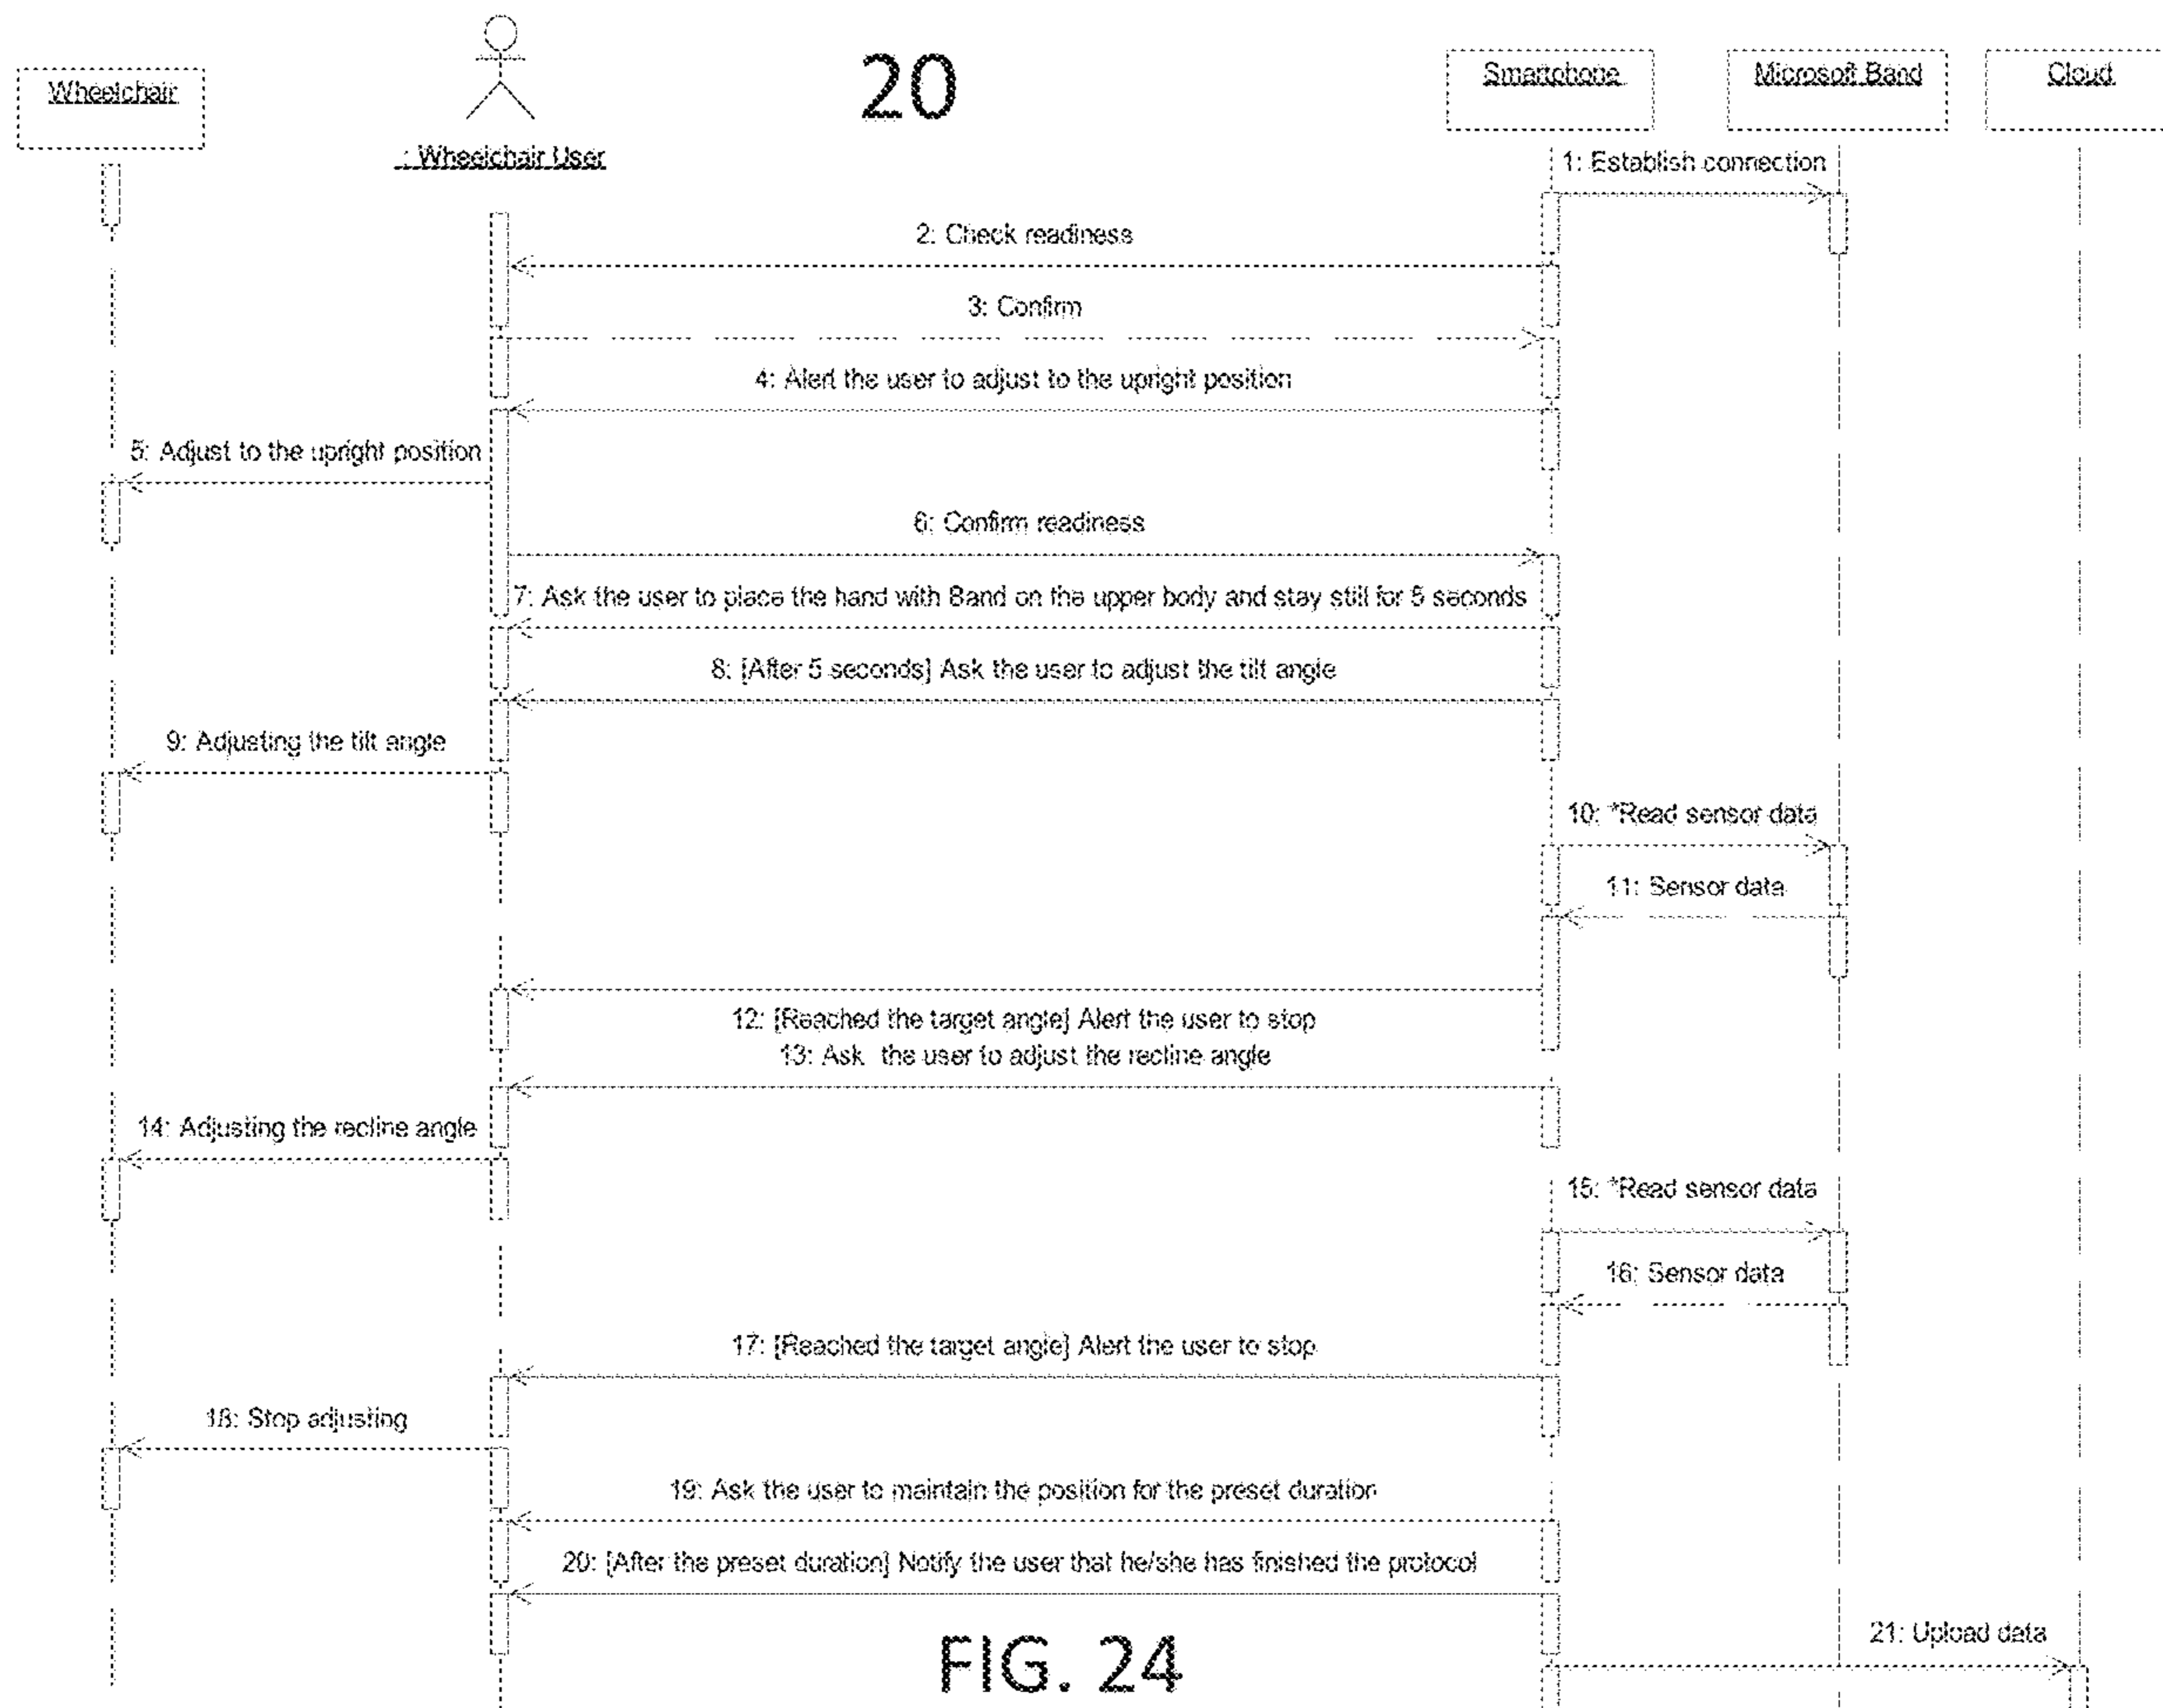 20
Wheelchair
: Wheelchair User
Smartphone
Microsoft Band
Cloud
1: Establish connection
2: Check readiness
3: Confirm
4: Alert the user to adjust to the upright position
5: Adjust to the upright position
6: Confirm readiness
7: Ask the user to place the hand with Band on the upper body and stay still for 5 seconds
8: [After 5 seconds] Ask the user to adjust the tilt angle
9: Adjusting the tilt angle
10: *Read sensor data
11: Sensor data
12: [Reached the target angle] Alert the user to stop
13: Ask the user to adjust the recline angle
14: Adjusting the recline angle
15: *Read sensor data
16: Sensor data
17: [Reached the target angle] Alert the user to stop
18: Stop adjusting
19: Ask the user to maintain the position for the preset duration
20: [After the preset duration] Notify the user that he/she has finished the protocol
21: Upload data
FIG. 24